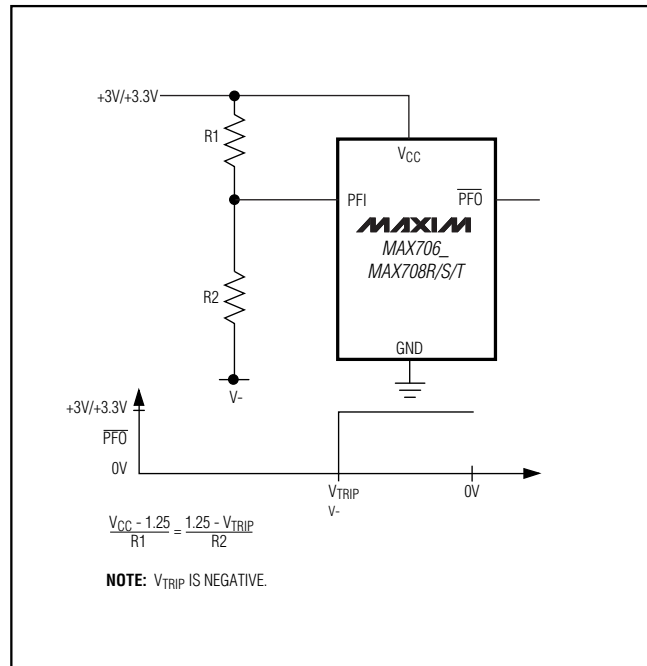 +3V/+3.3V
R1
VCC
PFI
PFO
MAXIM
MAX706_
MAX708R/S/T
R2
GND
V-
+3V/+3.3V
PFO
0V
VTRIP
0V
V-
VCC - 1.25
R1
=
1.25 - VTRIP
R2
NOTE: VTRIP IS NEGATIVE.